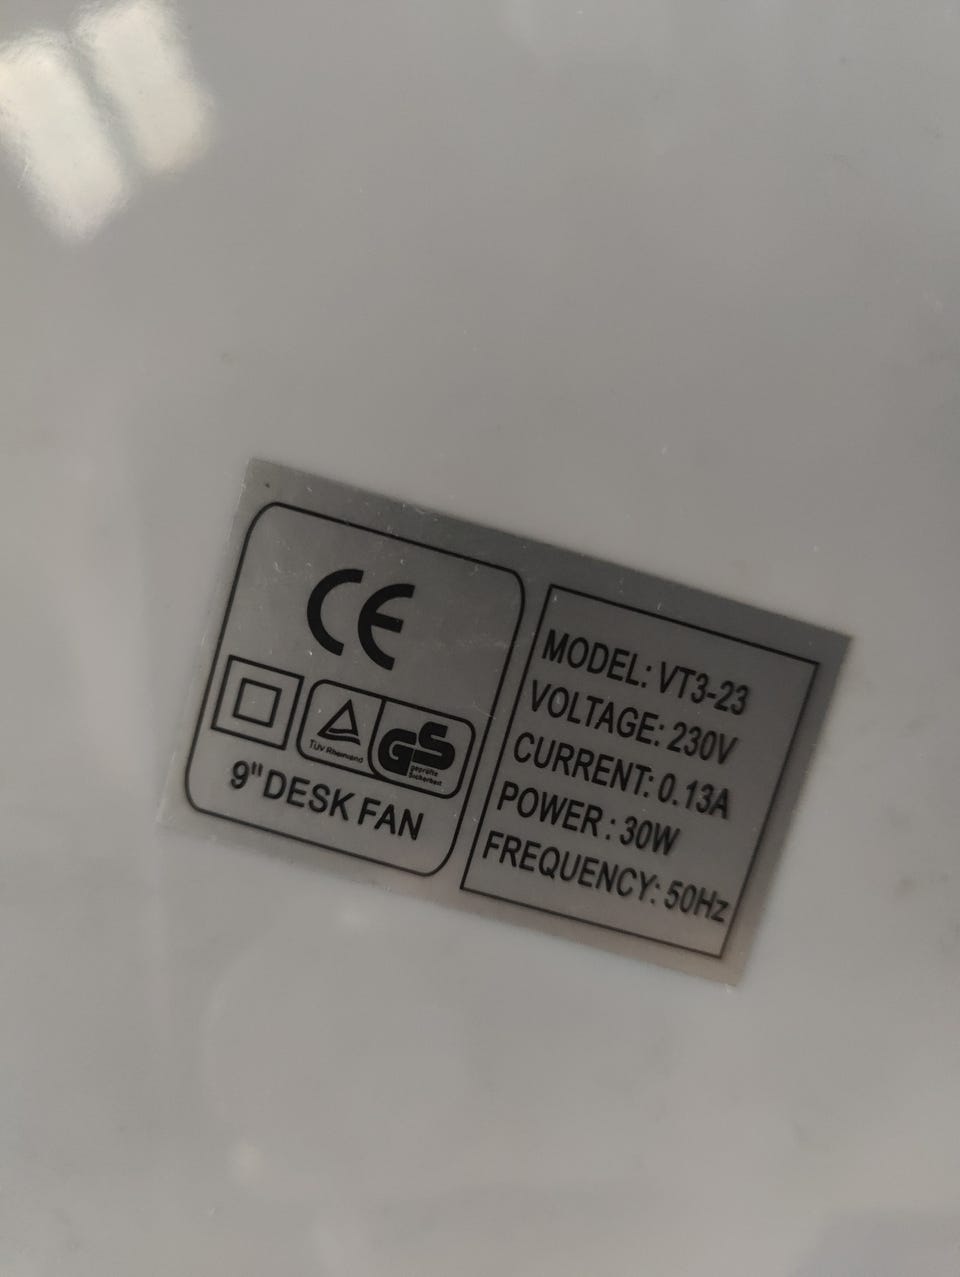 CE
TÜV Rheinland
GS
geprüfte
Sicherheit
9" DESK FAN
MODEL: VT3-23
VOLTAGE: 230V
CURRENT: 0.13A
POWER : 30W
FREQUENCY: 50Hz